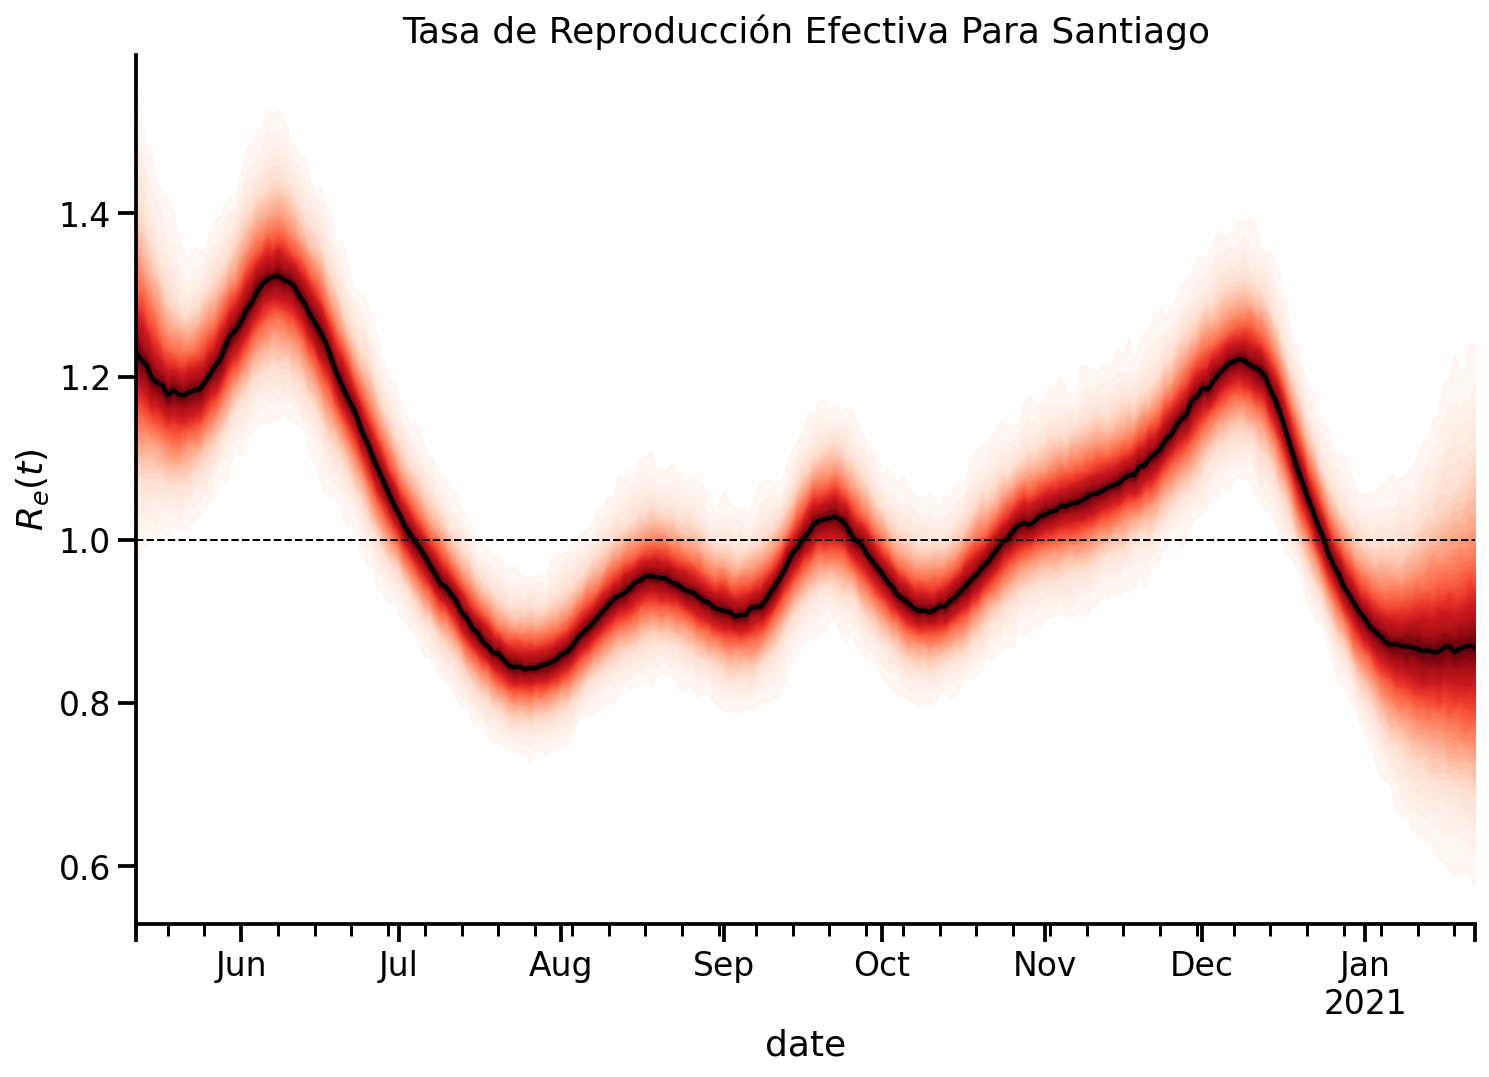 Tasa de Reproducción Efectiva Para Santiago
R_e(t)
1.4
1.2
1.0
0.8
0.6
Jun Jul Aug Sep Oct Nov Dec Jan
2021
date